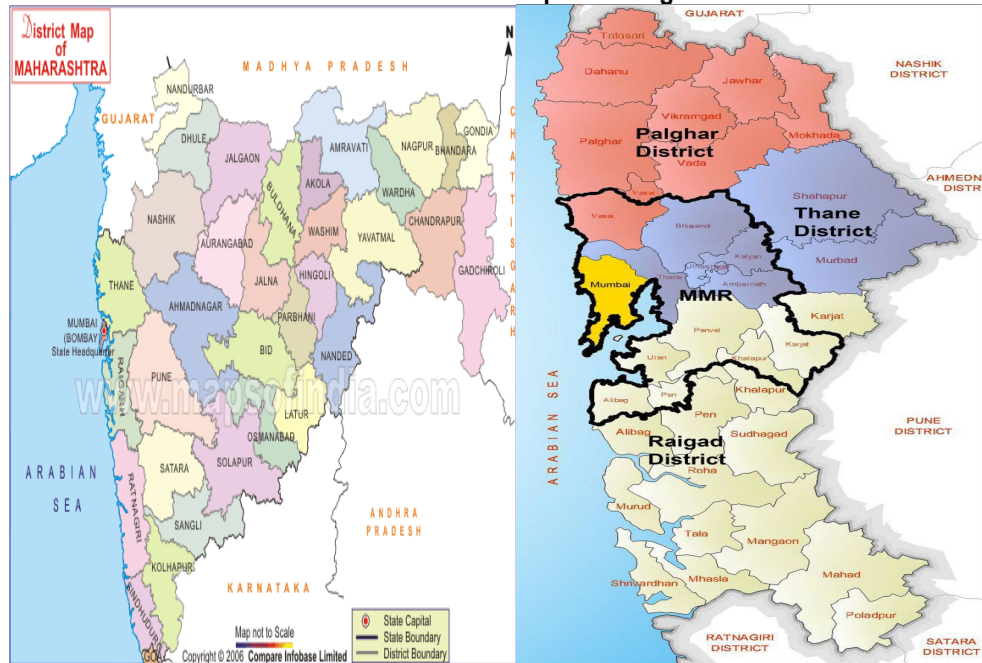 District Map
of
MAHARASHTRA
N
MADHYA PRADESH
GUJARAT
CHATTISGARH
NANDURBAR
DHULE
JALGAON
BULDHANA
AKOLA
AMRAVATI
WARDHA
NAGPUR
BHANDARA
GONDIA
NASHIK
AURANGABAD
JALNA
WASHIM
HINGOLI
YAVATMAL
CHANDRAPUR
GADCHIROLI
THANE
AHMADNAGAR
PARBHANI
MUMBAI
(BOMBAY)
State Headquarter
RAIGARH
PUNE
BID
NANDED
www.mapsofindia.com
LATUR
OSMANABAD
SOLAPUR
SATARA
ARABIAN
SEA
RATNAGIRI
SANGLI
KOLHAPUR
SINDHUDURG
ANDHRA
PRADESH
KARNATAKA
GOA
Map not to Scale
Copyright © 2006 Compare Infobase Limited
State Capital
State Boundary
District Boundary
GUJARAT
Talasari
Dahanu
Jawhar
NASHIK
DISTRICT
Vikramgad
Palghar
Palghar
District
Mokhada
Vada
Vasai
Vasai
AHMEDN
DISTR
Shahapur
Thane
District
Bhiwandi
Kalyan
Ulhasnagar
Murbad
Thane
Ambarnath
Mumbai
MMR
Panvel
Karjat
Karjat
Uran
Khalapur
Alibag
Pen
Khalapur
Pen
Alibag
Sudhagad
Raigad
District
Roha
ARABIAN SEA
PUNE
DISTRICT
Murud
Tala
Mangaon
Shrivardhan
Mhasla
Mahad
Poladpur
RATNAGIRI
DISTRICT
SATARA
DISTRICT